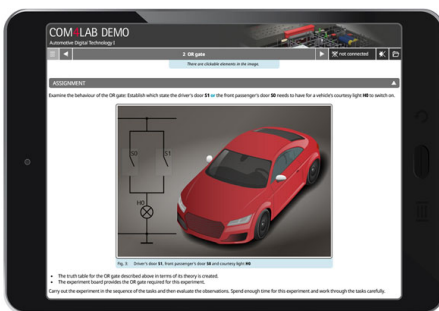 COM4LAB DEMO
Automotive Digital Technology I
2 OR gate
not connected
There are clickable elements in the image.
ASSIGNMENT
Examine the behaviour of the OR gate: Establish which state the driver's door S1 or the front passenger's door S0 needs to have for a vehicle's courtesy light H0 to switch on.
S0 S1
H0
Fig. 3: Driver's door S1, front passenger's door S0 and courtesy light H0
• The truth table for the OR gate described above in terms of its theory is created.
• The experiment board provides the OR gate required for this experiment.
Carry out the experiment in the sequence of the tasks and then evaluate the observations. Spend enough time for this experiment and work through the tasks carefully.